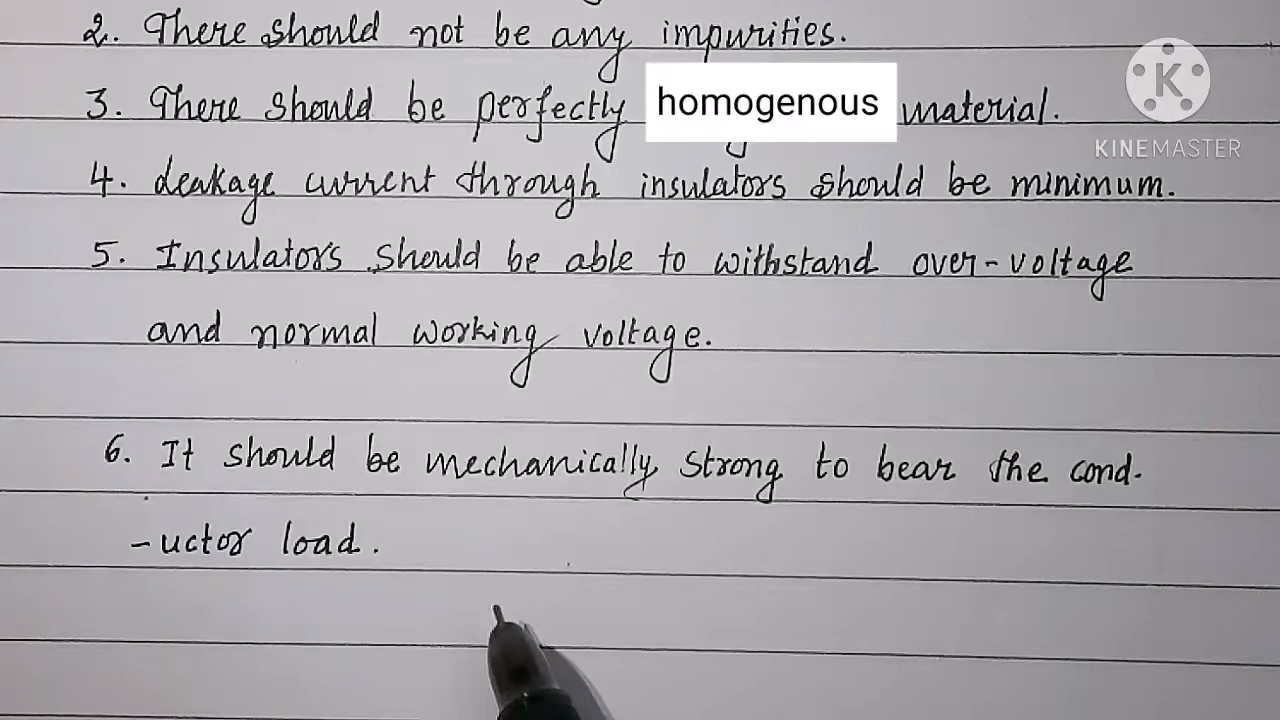 2. There should not be any impurities.
3. There should be perfectly homogenous material.
4. Leakage current through insulators should be minimum.
5. Insulators should be able to withstand over-voltage
and normal working voltage.
6. It should be mechanically strong to bear the cond-
-uctor load.
K
KINEMASTER